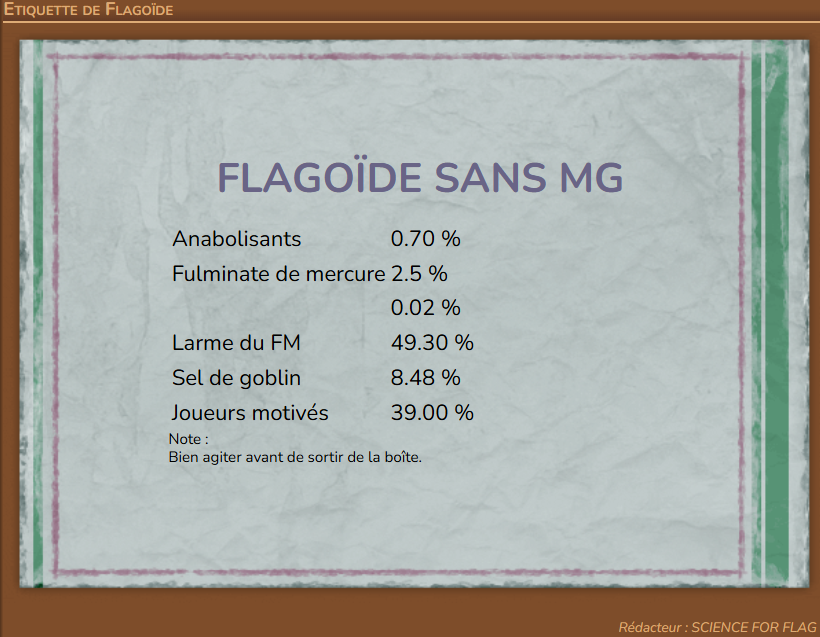 Etiquette de Flagoïde
FLAGOÏDE SANS MG
Anabolisants 0.70 %
Fulminate de mercure 2.5 %
0.02 %
Larme du FM 49.30 %
Sel de goblin 8.48 %
Joueurs motivés 39.00 %
Note :
Bien agiter avant de sortir de la boîte.
Rédacteur : SCIENCE FOR FLAG